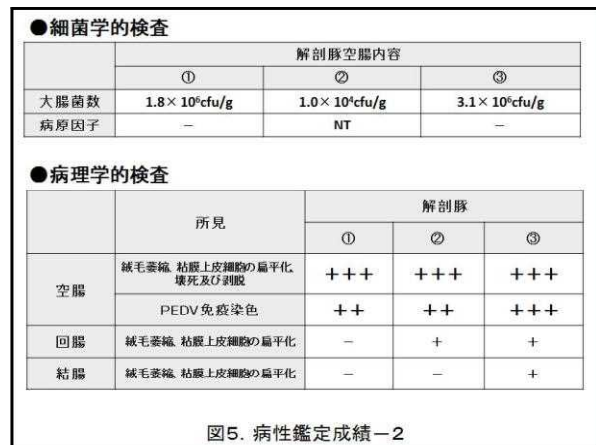 ●細菌学的検査
解剖豚空腸内容
① ② ③
大腸菌数 1.8×10⁶cfu/g 1.0×10⁴cfu/g 3.1×10⁶cfu/g
病原因子 － NT －
●病理学的検査
所見 解剖豚
① ② ③
空腸 絨毛萎縮、粘膜上皮細胞の扁平化、
壊死及び剥脱 +++ +++ +++
PEDV免疫染色 ++ ++ +++
回腸 絨毛萎縮、粘膜上皮細胞の扁平化 － + +
結腸 絨毛萎縮、粘膜上皮細胞の扁平化 － － +
図5．病性鑑定成績－2